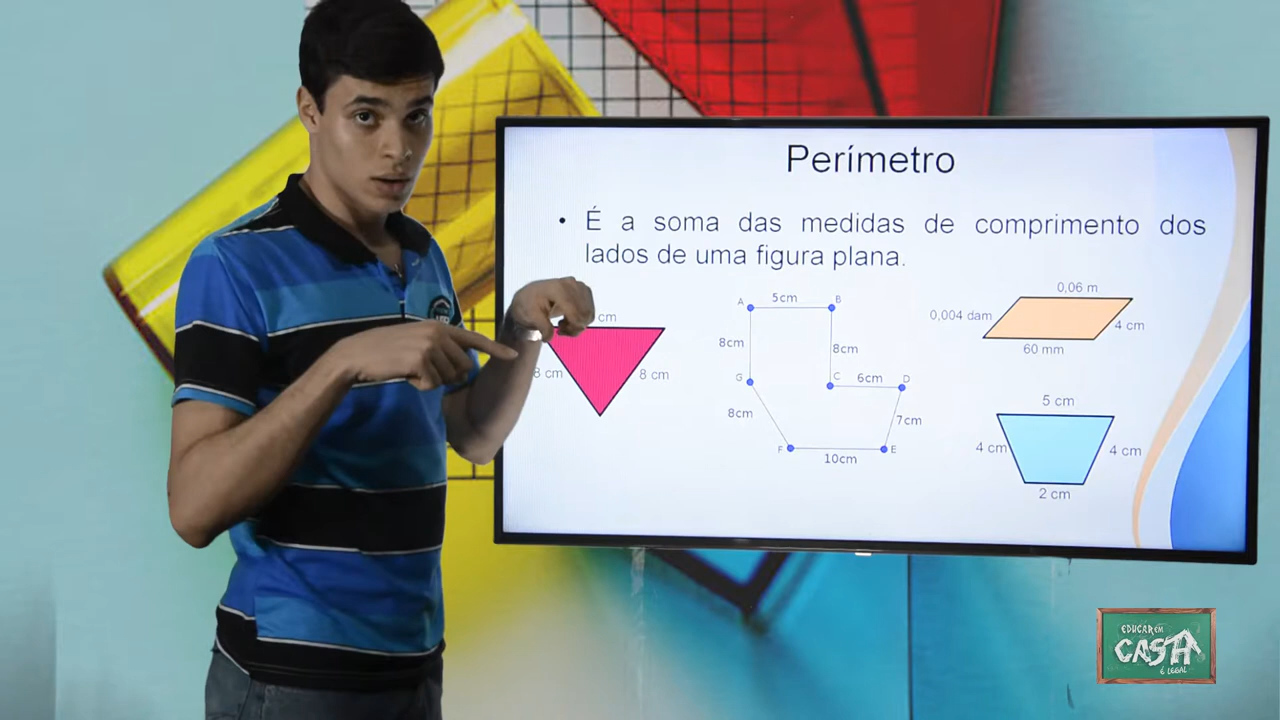 Perímetro
• É a soma das medidas de comprimento dos
lados de uma figura plana.
cm
8 cm
8 cm
A
5cm
B
8cm
8cm
G
C
6cm
D
8cm
7cm
F
10cm
E
0,06 m
0,004 dam
4 cm
60 mm
5 cm
4 cm
4 cm
2 cm
EDUCAR EM
CASA
É LEGAL